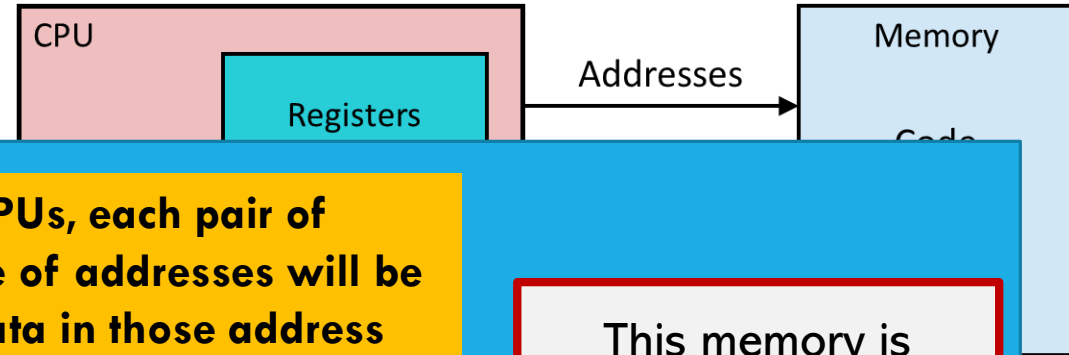 CPU
Memory
Addresses
Registers
Code
PUs, each pair of
e of addresses will be
ata in those address
This memory is